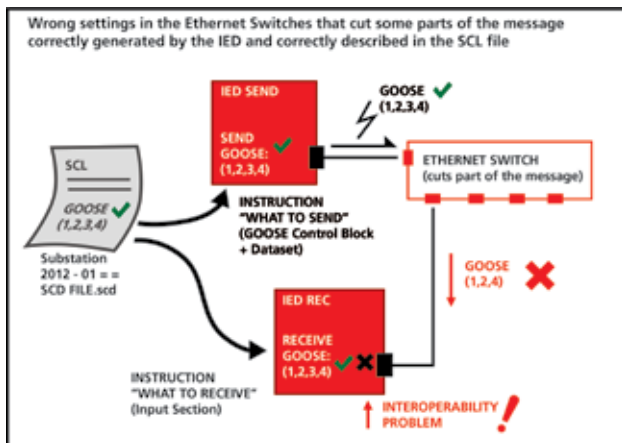 Wrong settings in the Ethernet Switches that cut some parts of the message
correctly generated by the IED and correctly described in the SCL file
IED SEND
SEND
GOOSE:
(1,2,3,4)
GOOSE
(1,2,3,4)
ETHERNET SWITCH
(cuts part of the message)
SCL
GOOSE
(1,2,3,4)
Substation
2012 - 01 = =
SCD FILE.scd
INSTRUCTION
"WHAT TO SEND"
(GOOSE Control Block
+ Dataset)
GOOSE
(1,2,4)
IED REC
RECEIVE
GOOSE:
(1,2,3,4)
INSTRUCTION
"WHAT TO RECEIVE"
(Input Section)
INTEROPERABILITY
PROBLEM !